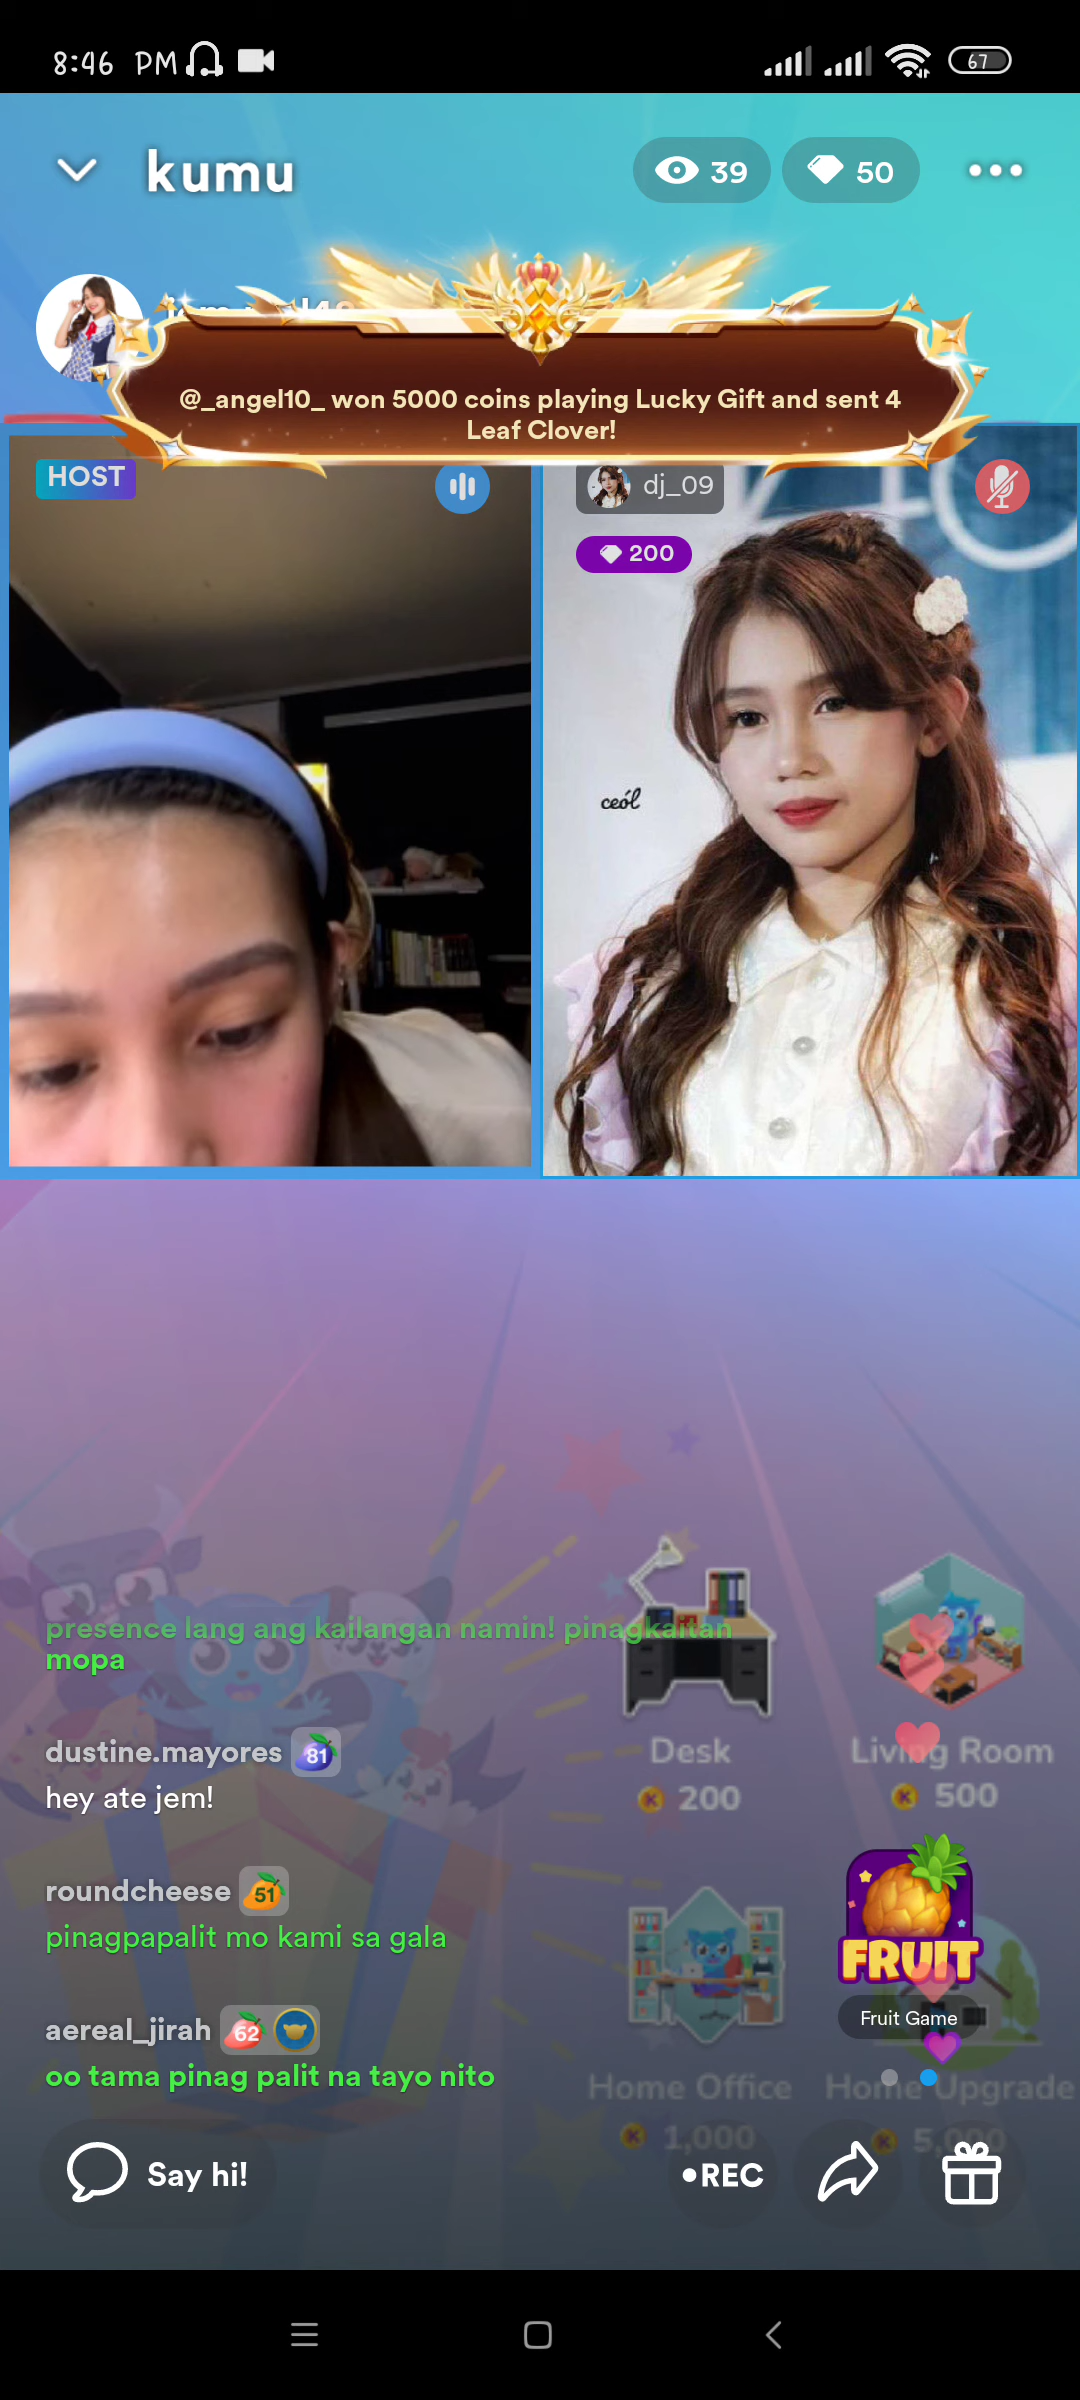 8:46 PM
67
kumu
39
50
@_angel10_ won 5000 coins playing Lucky Gift and sent 4
Leaf Clover!
HOST
dj_09
200
ceól
presence lang ang kailangan namin! pinagkaitan
mopa
dustine.mayores 81
hey ate jem!
roundcheese 51
pinagpapalit mo kami sa gala
aereal_jirah 62
oo tama pinag palit na tayo nito
Desk
200
Living Room
500
FRUIT
Fruit Game
Home Office
1,000
Home Upgrade
Say hi!
REC